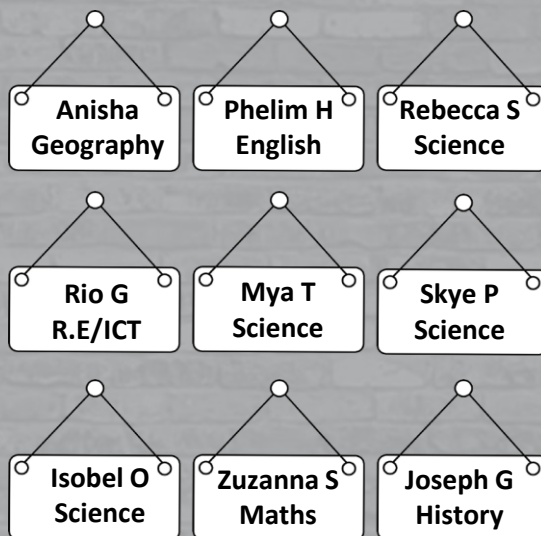 Anisha
Geography
Phelim H
English
Rebecca S
Science
Rio G
R.E/ICT
Mya T
Science
Skye P
Science
Isobel O
Science
Zuzanna S
Maths
Joseph G
History